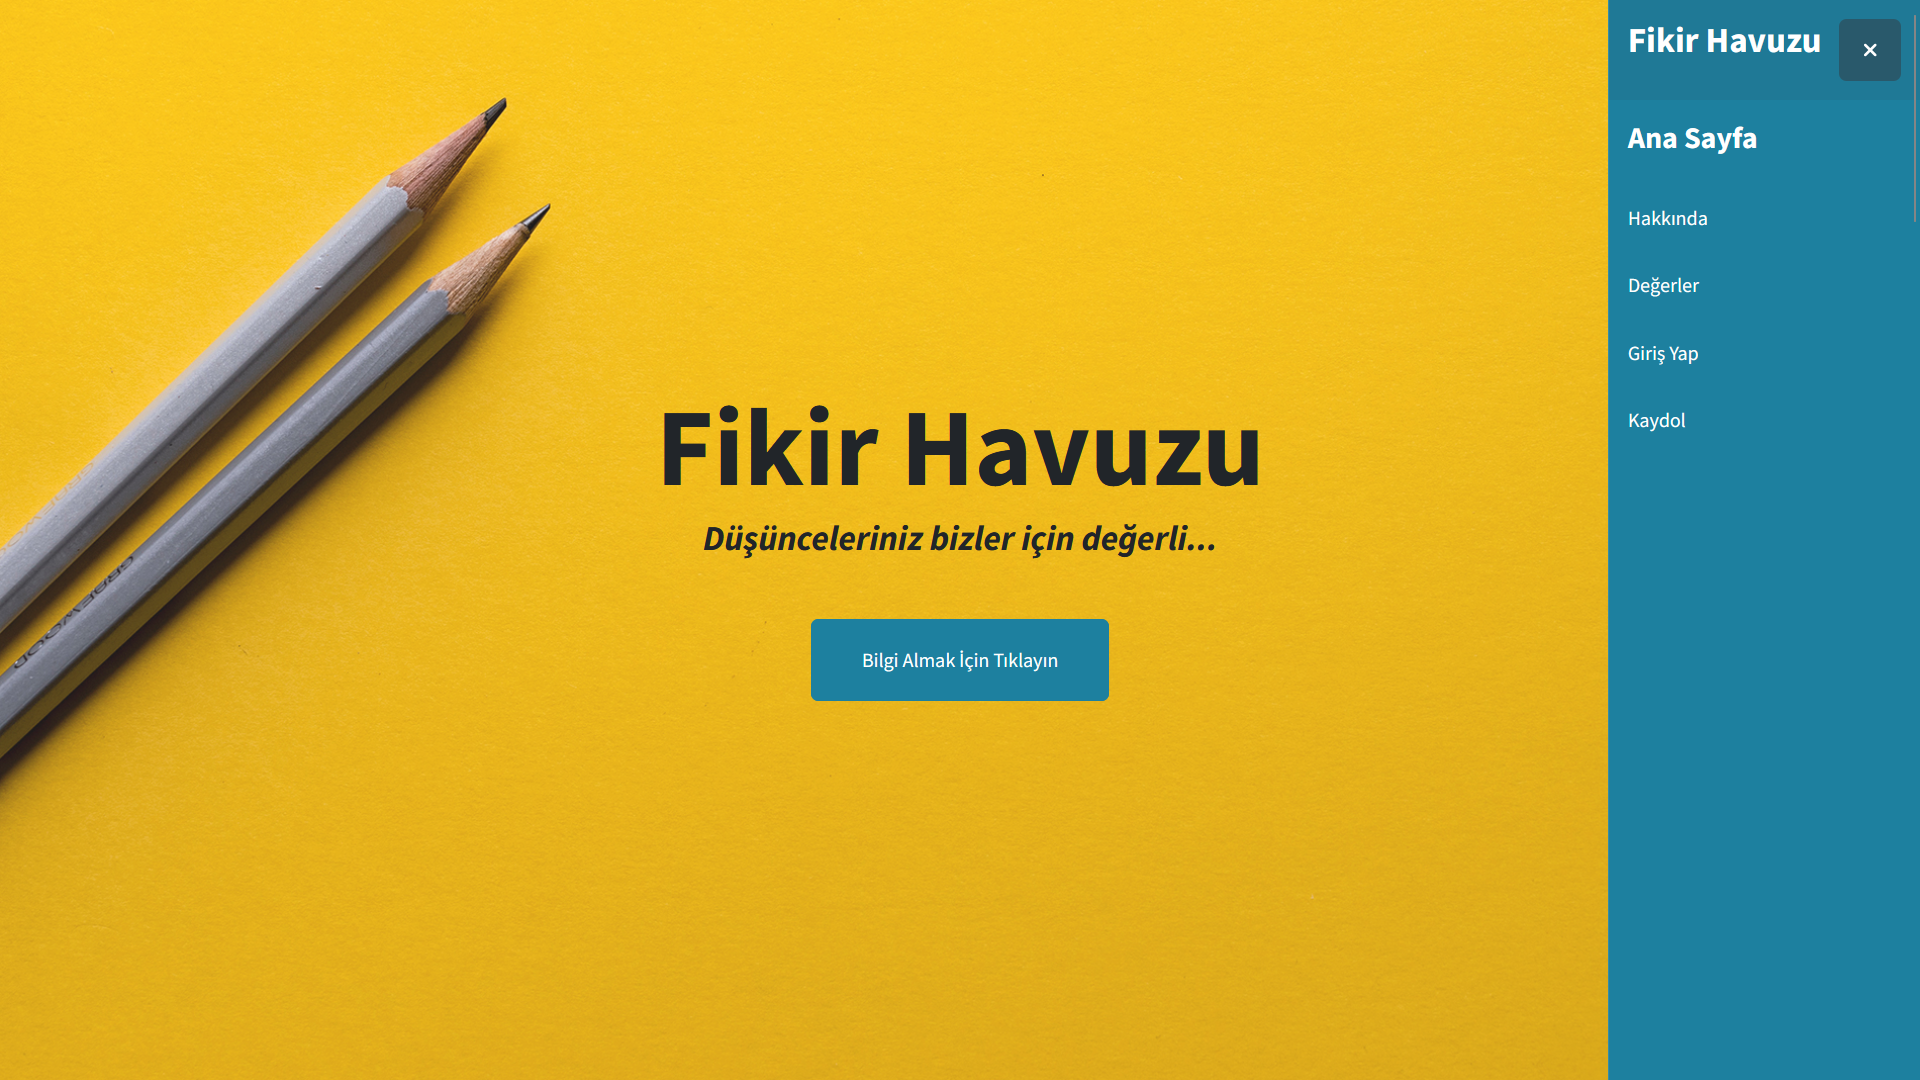 Fikir Havuzu
Ana Sayfa
Hakkında
Değerler
Giriş Yap
Kaydol
Fikir Havuzu
Düşünceleriniz bizler için değerli...
Bilgi Almak İçin Tıklayın